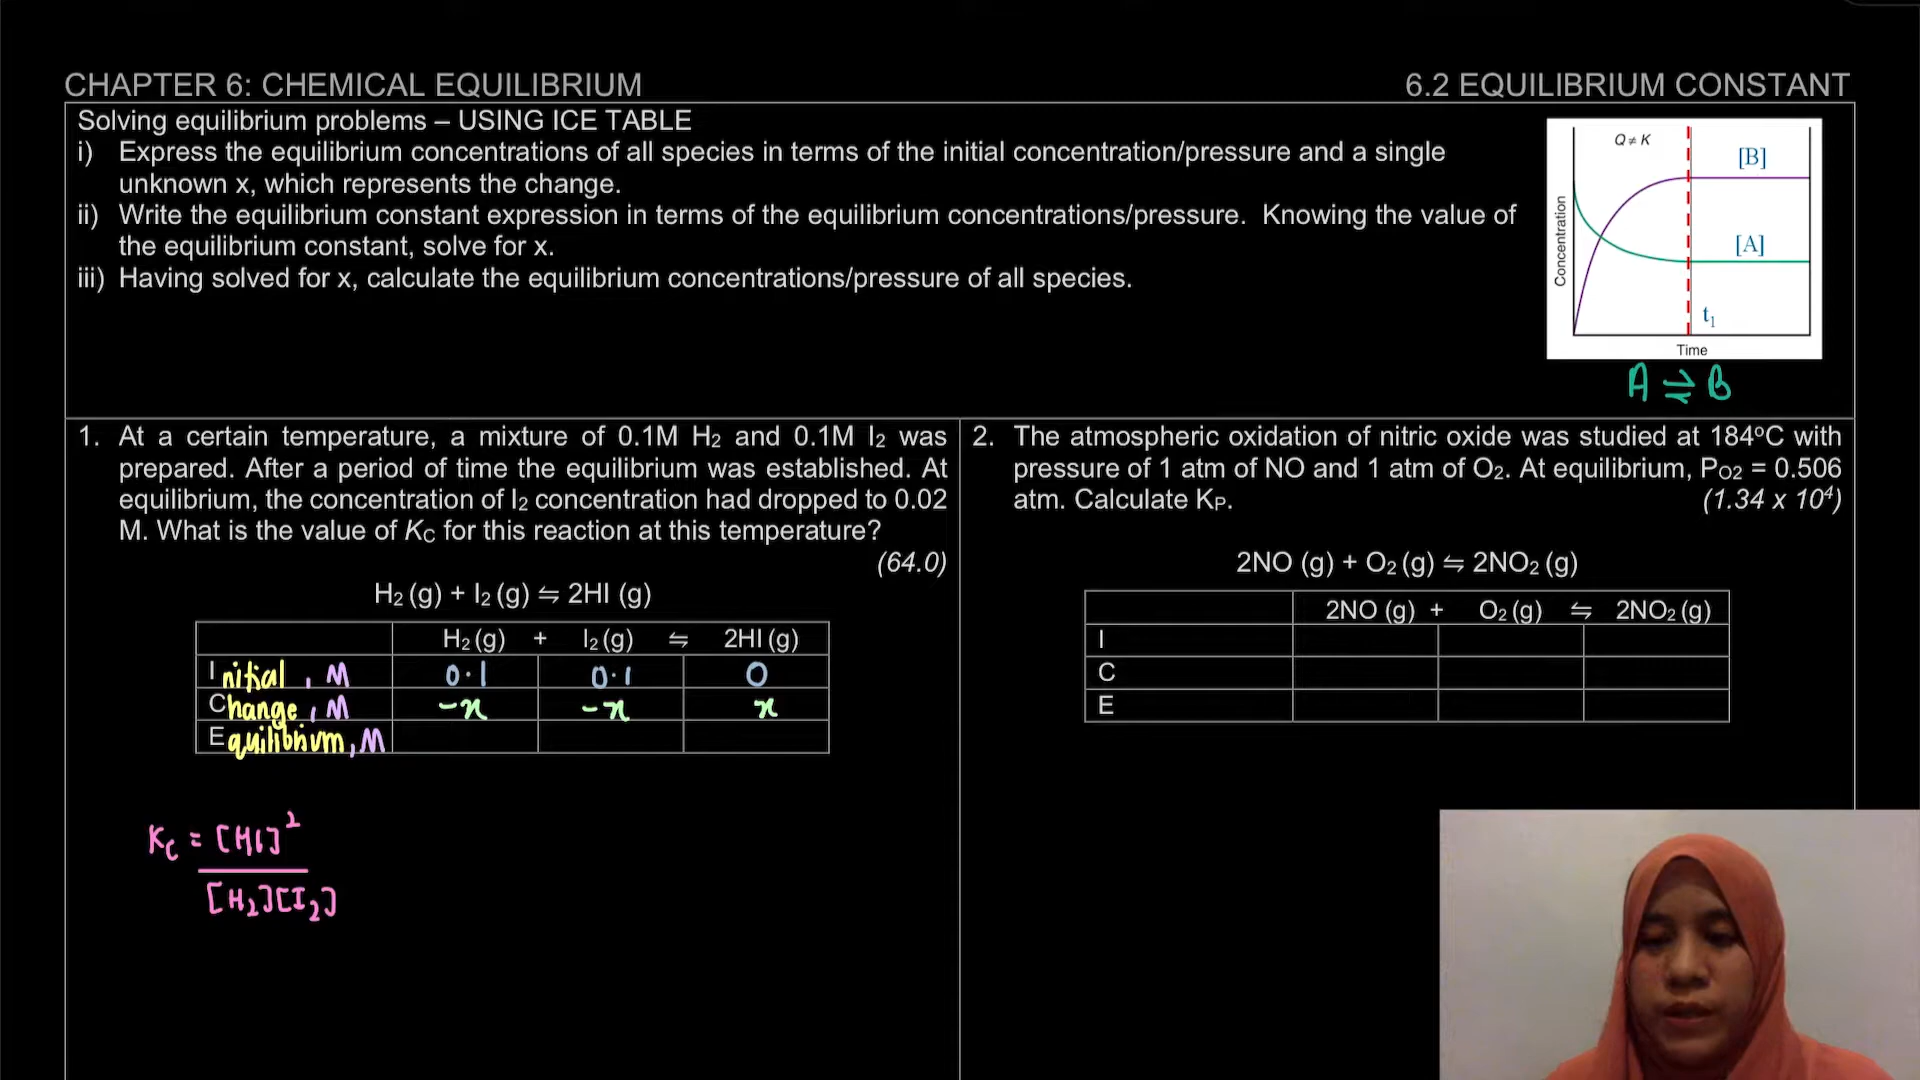 CHAPTER 6: CHEMICAL EQUILIBRIUM
6.2 EQUILIBRIUM CONSTANT
Solving equilibrium problems – USING ICE TABLE
i) Express the equilibrium concentrations of all species in terms of the initial concentration/pressure and a single
unknown x, which represents the change.
ii) Write the equilibrium constant expression in terms of the equilibrium concentrations/pressure. Knowing the value of
the equilibrium constant, solve for x.
iii) Having solved for x, calculate the equilibrium concentrations/pressure of all species.
Q ≠ K
[B]
[A]
Concentration
t₁
Time
A ⇌ B
1. At a certain temperature, a mixture of 0.1M H₂ and 0.1M I₂ was
prepared. After a period of time the equilibrium was established. At
equilibrium, the concentration of I₂ concentration had dropped to 0.02
M. What is the value of KC for this reaction at this temperature?
(64.0)
H₂ (g) + I₂ (g) ⇋ 2HI (g)
H₂ (g) + I₂ (g) ⇋ 2HI (g)
Initial, M 0.1 0.1 0
Change, M -x -x x
Equilibrium, M
Kc = [HI]²
[H₂][I₂]
2. The atmospheric oxidation of nitric oxide was studied at 184ºC with
pressure of 1 atm of NO and 1 atm of O₂. At equilibrium, PO2 = 0.506
atm. Calculate KP.
(1.34 x 10⁴)
2NO (g) + O₂ (g) ⇋ 2NO₂ (g)
2NO (g) + O₂ (g) ⇋ 2NO₂ (g)
I
C
E